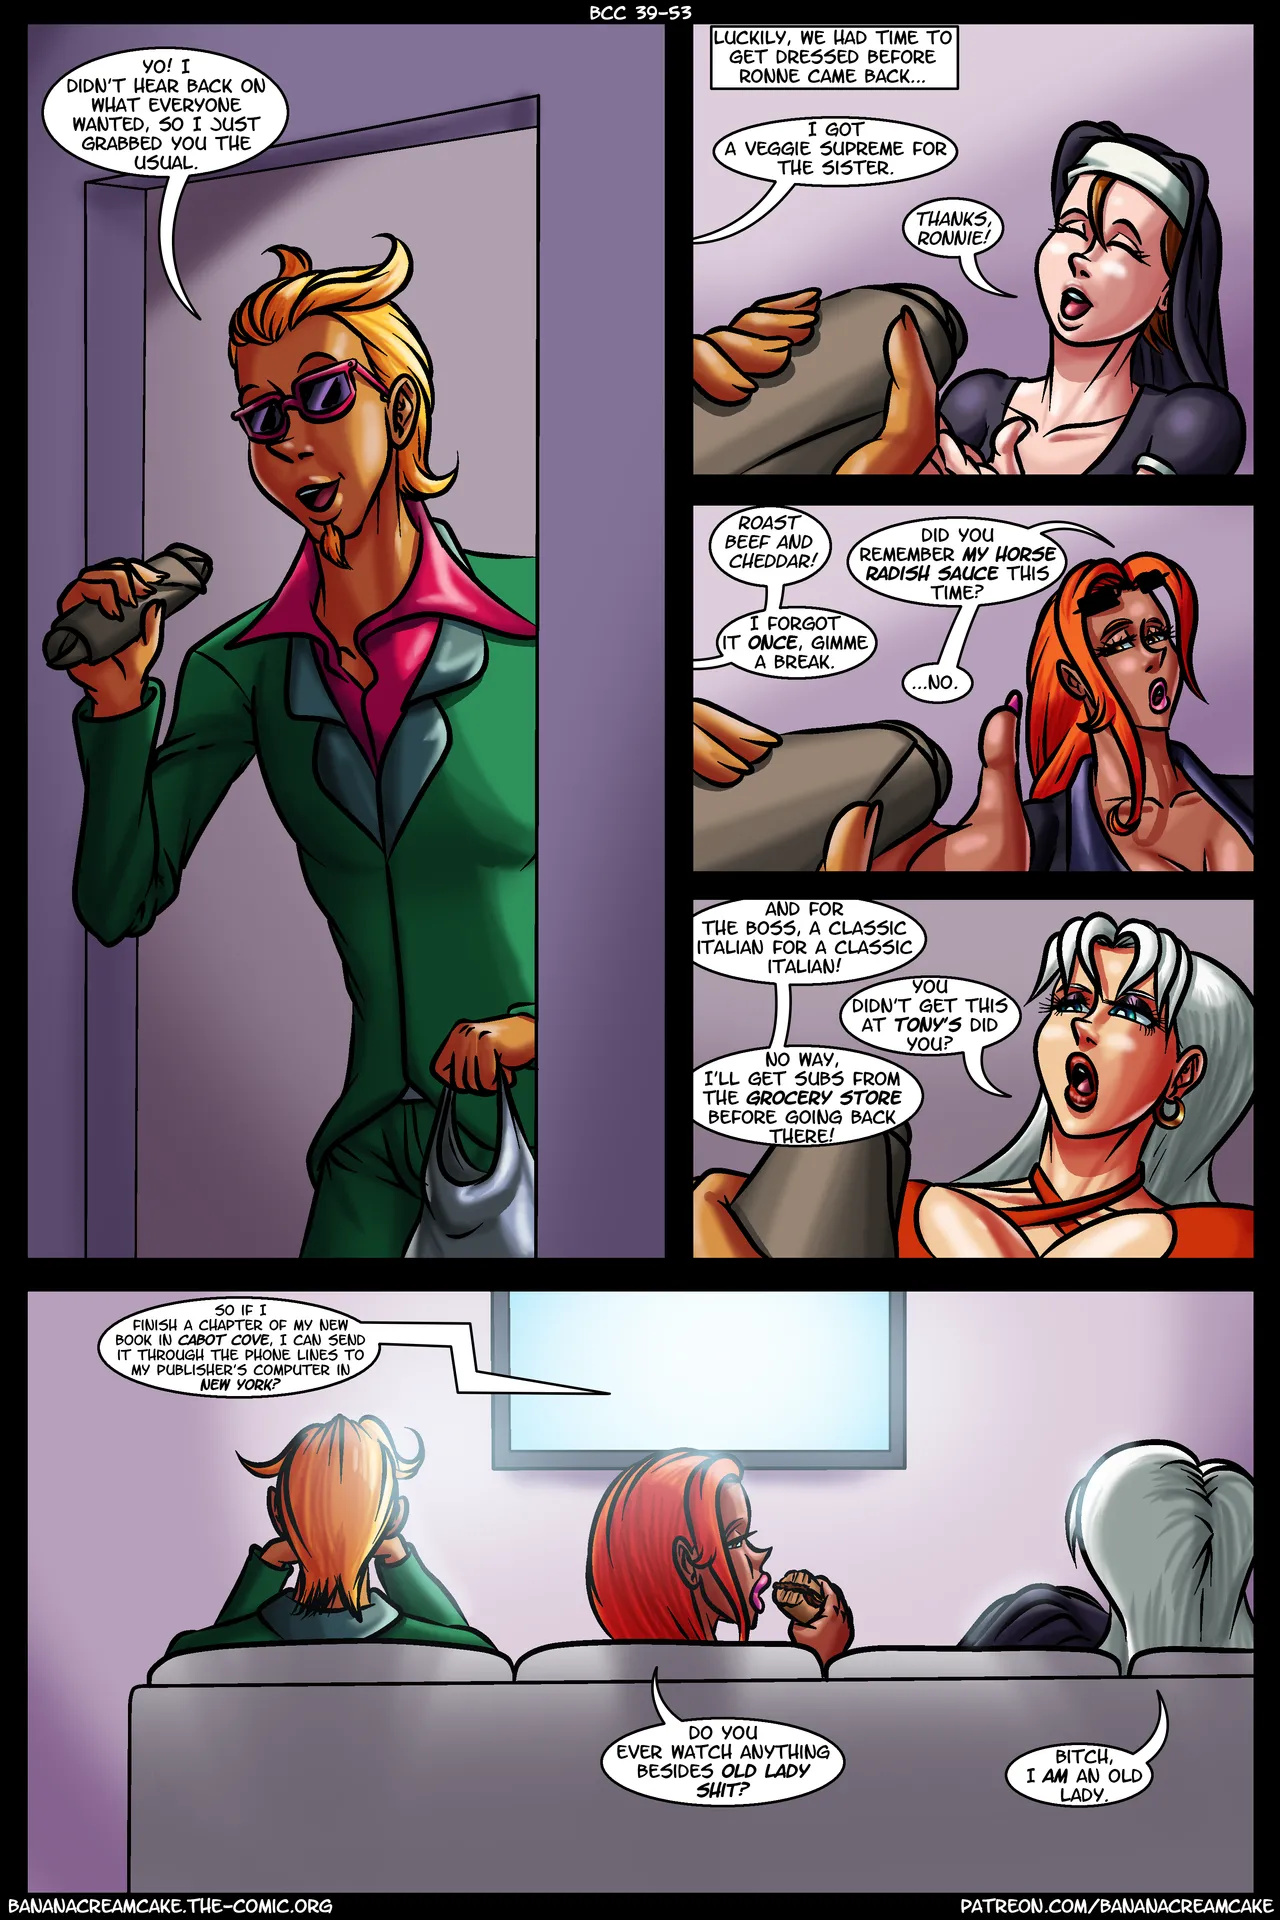 BCC 39-53
YO! I
DIDN'T HEAR BACK ON
WHAT EVERYONE
WANTED, SO I JUST
GRABBED YOU THE
USUAL.
LUCKILY, WE HAD TIME TO
GET DRESSED BEFORE
RONNE CAME BACK...
I GOT
A VEGGIE SUPREME FOR
THE SISTER.
THANKS,
RONNIE!
ROAST
BEEF AND
CHEDDAR!
DID YOU
REMEMBER MY HORSE
RADISH SAUCE THIS
TIME?
I FORGOT
IT ONCE, GIMME
A BREAK.
...NO.
AND FOR
THE BOSS, A CLASSIC
ITALIAN FOR A CLASSIC
ITALIAN!
YOU
DIDN'T GET THIS
AT TONY'S DID
YOU?
NO WAY,
I'LL GET SUBS FROM
THE GROCERY STORE
BEFORE GOING BACK
THERE!
SO IF I
FINISH A CHAPTER OF MY NEW
BOOK IN CABOT COVE, I CAN SEND
IT THROUGH THE PHONE LINES TO
MY PUBLISHER'S COMPUTER IN
NEW YORK?
DO YOU
EVER WATCH ANYTHING
BESIDES OLD LADY
SHIT?
BITCH,
I AM AN OLD
LADY.
BANANACREAMCAKE.THE-COMIC.ORG
PATREON.COM/BANANACREAMCAKE